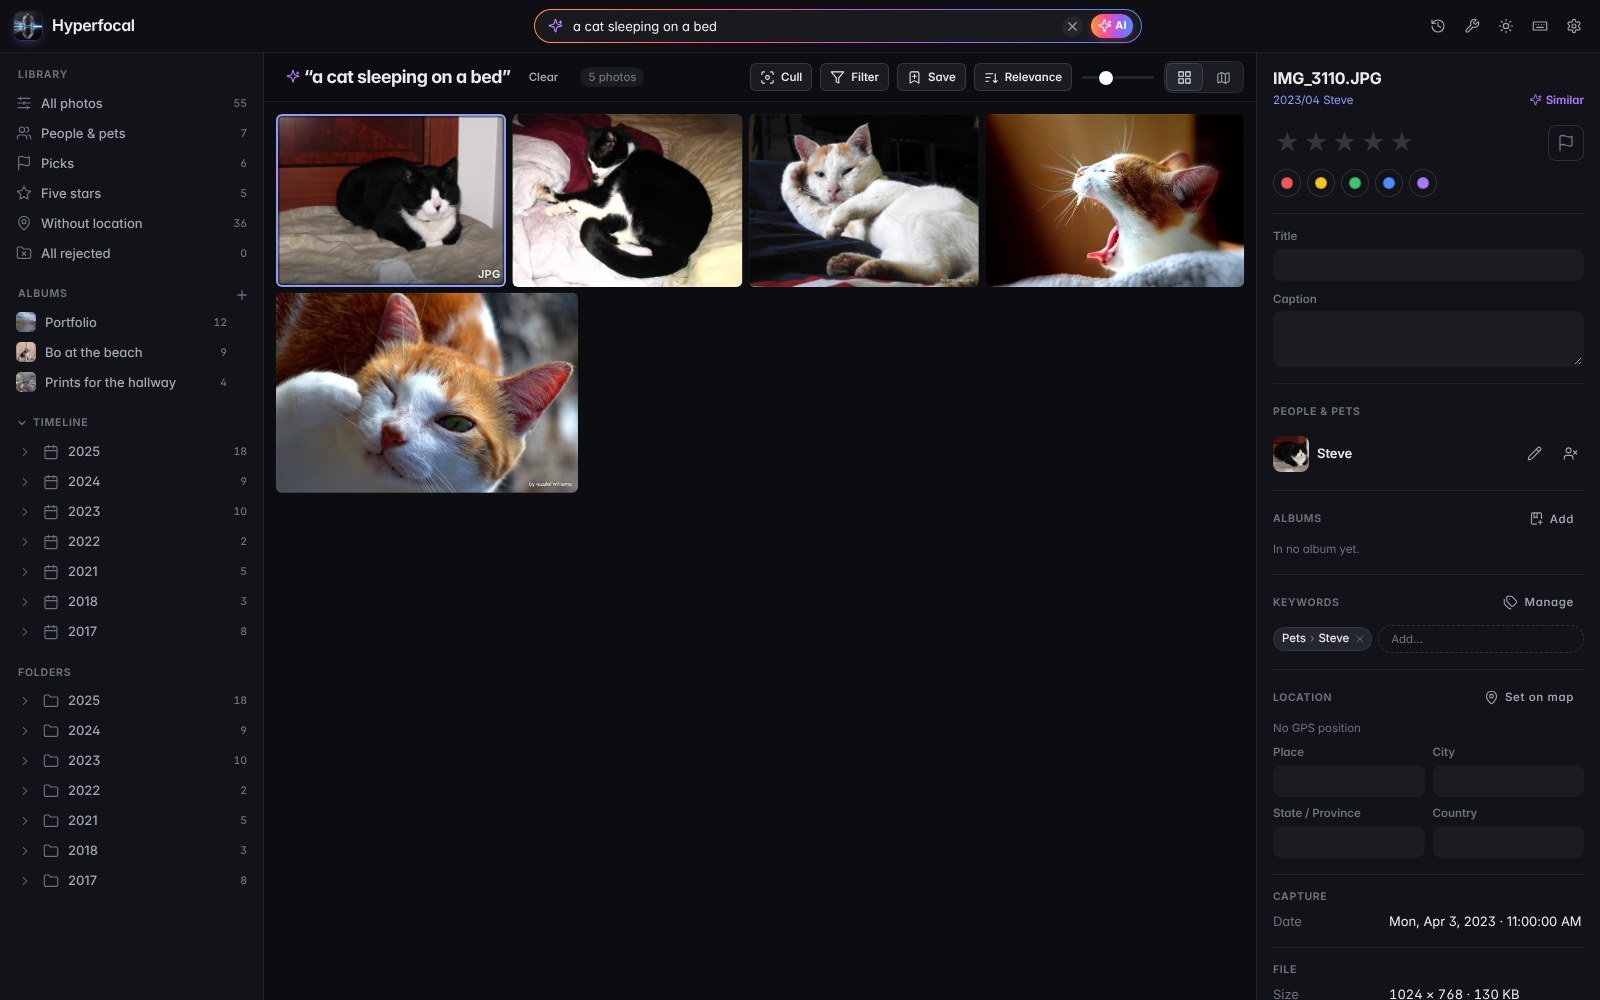 Hyperfocal
a cat sleeping on a bed
AI
LIBRARY
All photos 55
People & pets 7
Picks 6
Five stars 5
Without location 36
All rejected 0
ALBUMS
Portfolio 12
Bo at the beach 9
Prints for the hallway 4
TIMELINE
2025 18
2024 9
2023 10
2022 2
2021 5
2018 3
2017 8
FOLDERS
2025 18
2024 9
2023 10
2022 2
2021 5
2018 3
2017 8
“a cat sleeping on a bed” Clear 5 photos Cull Filter Save Relevance
JPG
IMG_3110.JPG
2023/04 Steve Similar
Title
Caption
PEOPLE & PETS
Steve
ALBUMS Add
In no album yet.
KEYWORDS Manage
Pets › Steve Add...
LOCATION Set on map
No GPS position
Place City
State / Province Country
CAPTURE
Date Mon, Apr 3, 2023 · 11:00:00 AM
FILE
Size 1024 × 768 · 130 KB